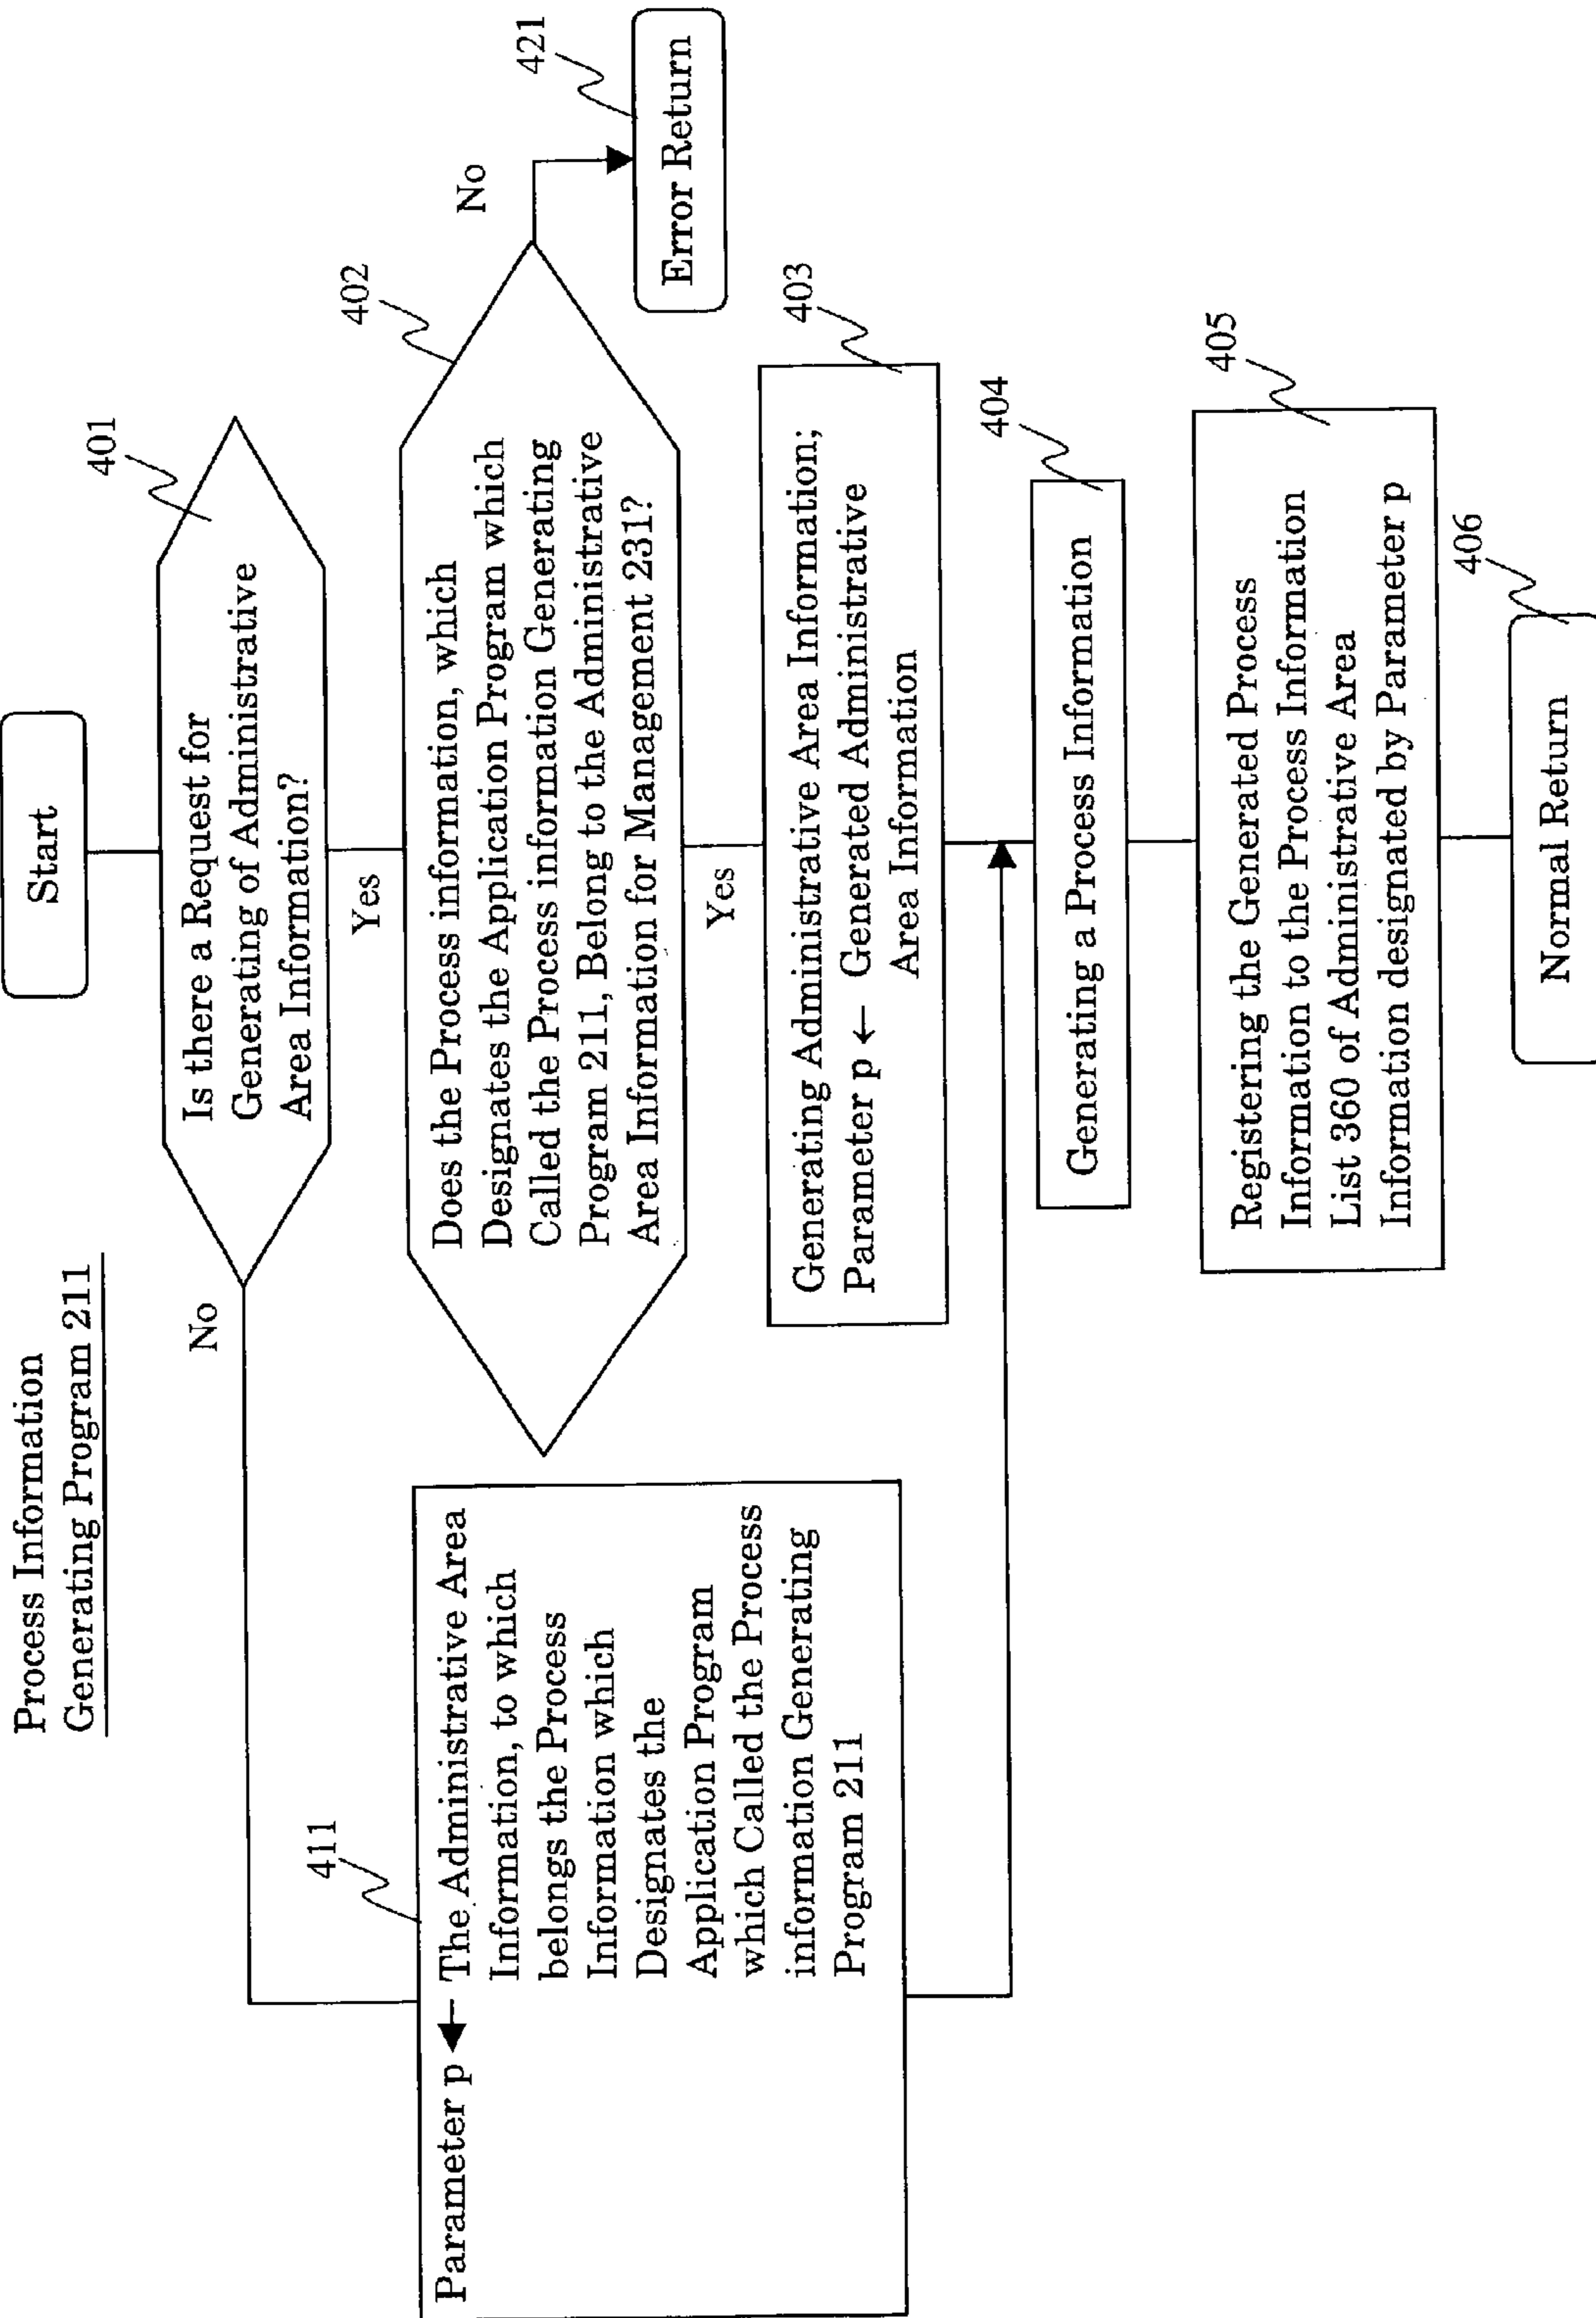 Process Information
Generating Program 211
Start
401
Is there a Request for
Generating of Administrative
Area Information?
No
Yes
402
Does the Process information, which
Designates the Application Program which
Called the Process information Generating
Program 211, Belong to the Administrative
Area Information for Management 231?
No
421
Error Return
Yes
411
Parameter p ← The Administrative Area
Information, to which
belongs the Process
Information which
Designates the
Application Program
which Called the Process
information Generating
Program 211
403
Generating Administrative Area Information;
Parameter p ← Generated Administrative
Area Information
404
Generating a Process Information
405
Registering the Generated Process
Information to the Process Information
List 360 of Administrative Area
Information designated by Parameter p
406
Normal Return